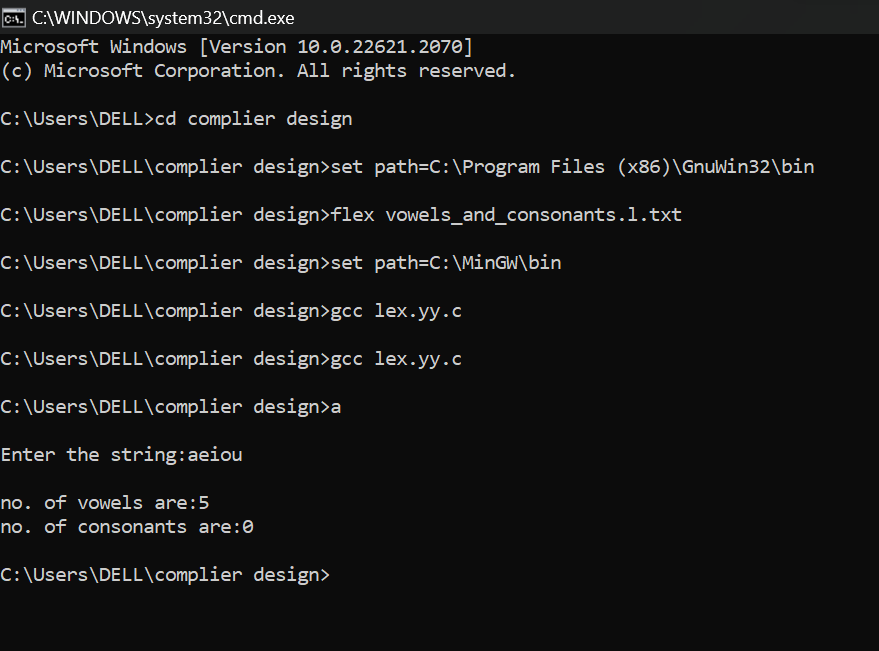 C:\WINDOWS\system32\cmd.exe
Microsoft Windows [Version 10.0.22621.2070]
(c) Microsoft Corporation. All rights reserved.
C:\Users\DELL>cd complier design
C:\Users\DELL\complier design>set path=C:\Program Files (x86)\GnuWin32\bin
C:\Users\DELL\complier design>flex vowels_and_consonants.l.txt
C:\Users\DELL\complier design>set path=C:\MinGW\bin
C:\Users\DELL\complier design>gcc lex.yy.c
C:\Users\DELL\complier design>gcc lex.yy.c
C:\Users\DELL\complier design>a
Enter the string:aeiou
no. of vowels are:5
no. of consonants are:0
C:\Users\DELL\complier design>